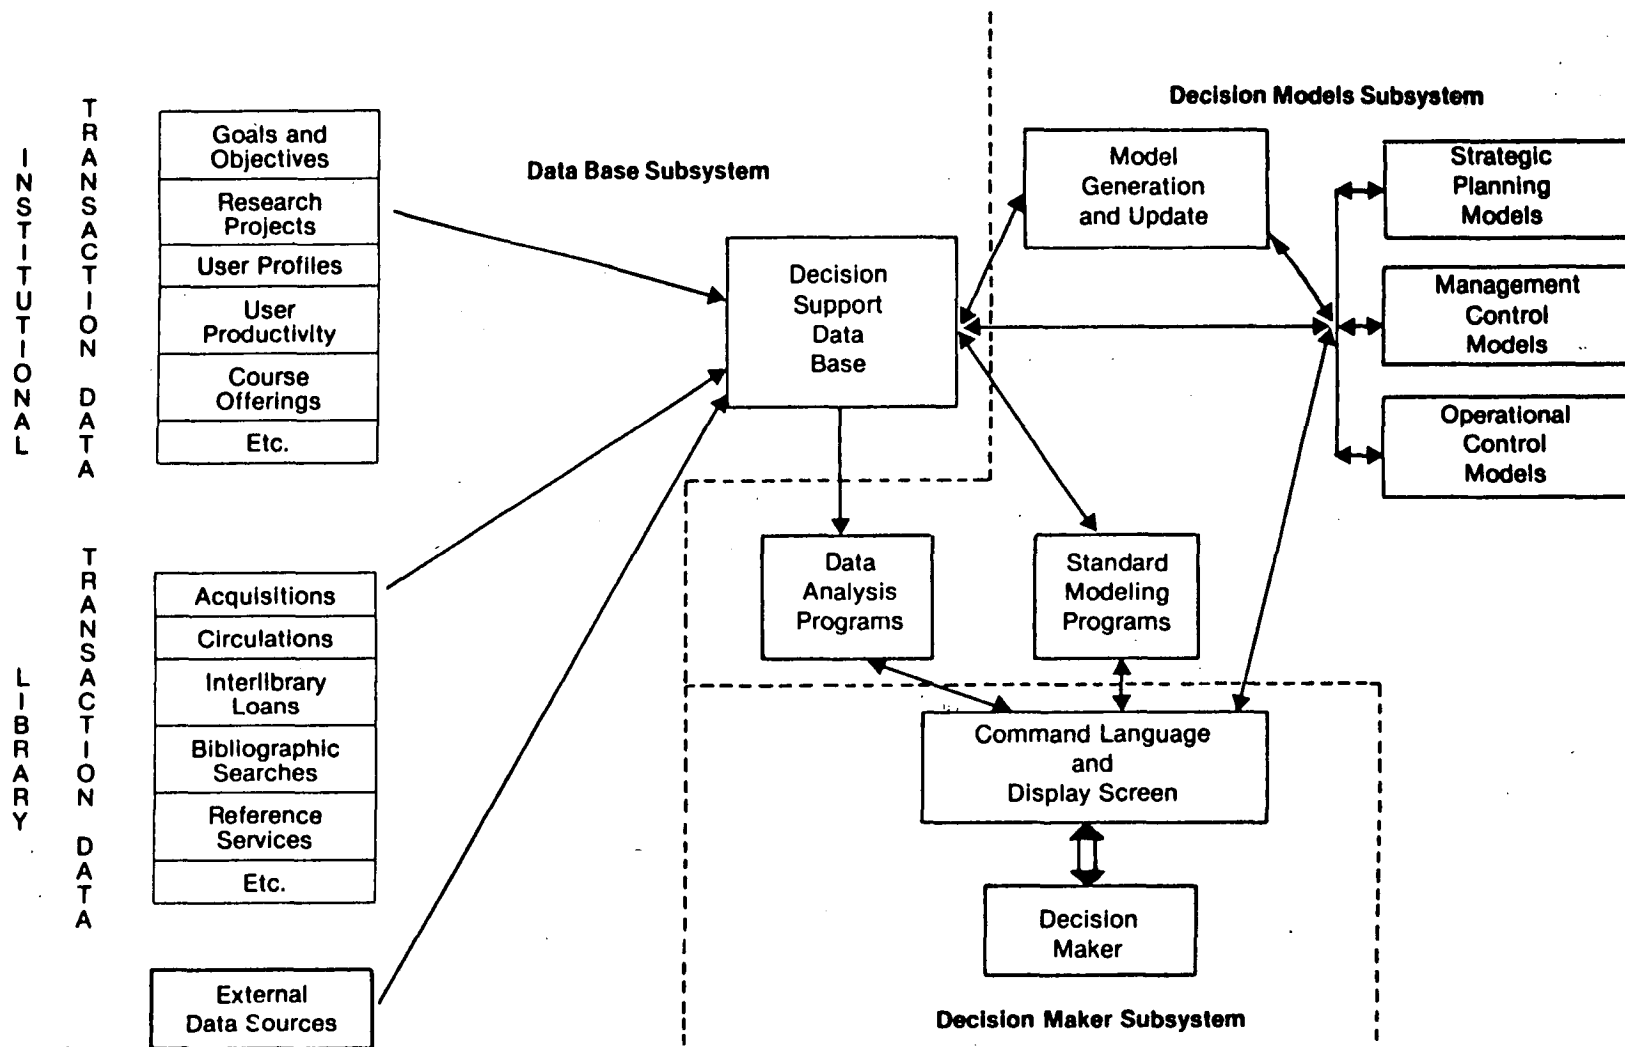 INSTITUTIONAL
TRANSACTION DATA
Goals and
Objectives
Research
Projects
User Profiles
User
Productivity
Course
Offerings
Etc.
LIBRARY
TRANSACTION DATA
Acquisitions
Circulations
Interlibrary
Loans
Bibliographic
Searches
Reference
Services
Etc.
External
Data Sources
Data Base Subsystem
Decision
Support
Data
Base
Decision Models Subsystem
Model
Generation
and Update
Strategic
Planning
Models
Management
Control
Models
Operational
Control
Models
Data
Analysis
Programs
Standard
Modeling
Programs
Command Language
and
Display Screen
Decision
Maker
Decision Maker Subsystem